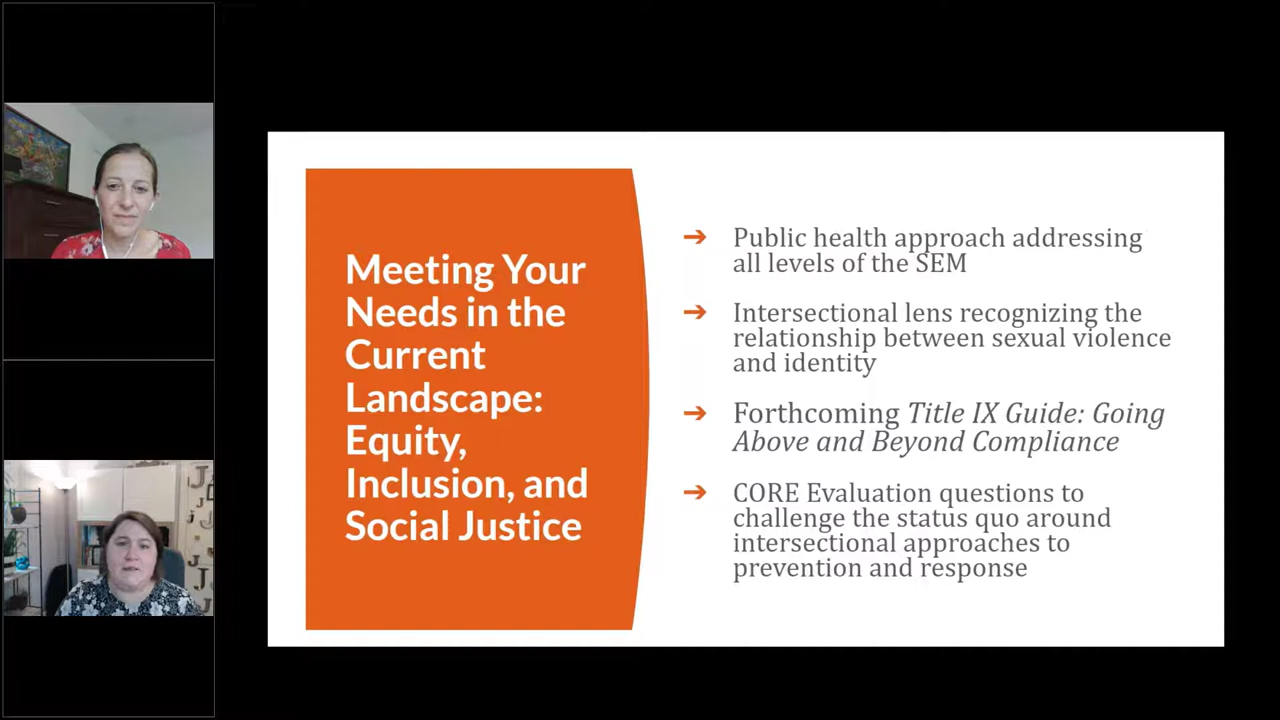 Meeting Your
Needs in the
Current
Landscape:
Equity,
Inclusion, and
Social Justice
➔ Public health approach addressing
all levels of the SEM
➔ Intersectional lens recognizing the
relationship between sexual violence
and identity
➔ Forthcoming Title IX Guide: Going
Above and Beyond Compliance
➔ CORE Evaluation questions to
challenge the status quo around
intersectional approaches to
prevention and response